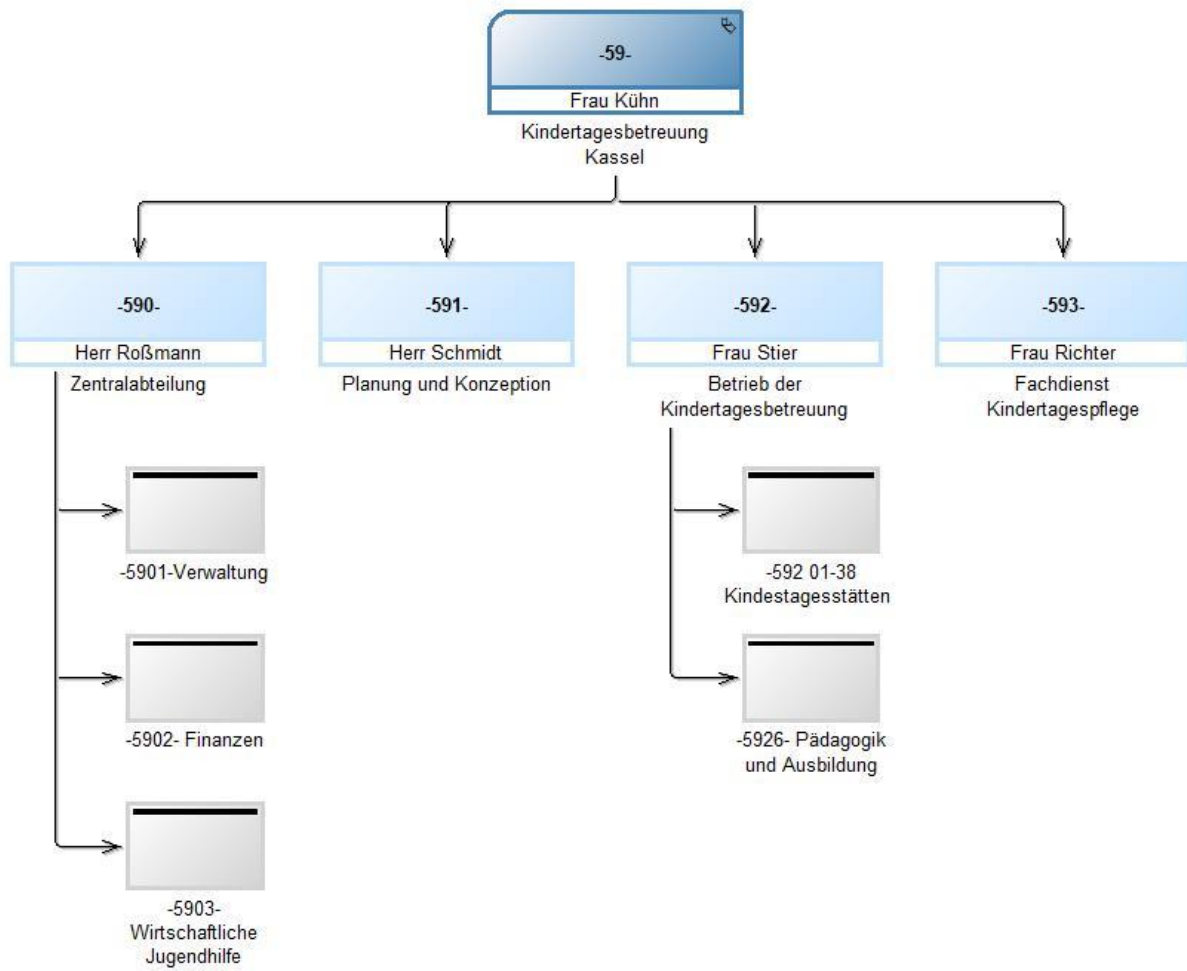 -59-
Frau Kühn
Kindertagesbetreuung
Kassel
-590-
Herr Roßmann
Zentralabteilung
-591-
Herr Schmidt
Planung und Konzeption
-592-
Frau Stier
Betrieb der
Kindertagesbetreuung
-593-
Frau Richter
Fachdienst
Kindertagespflege
-5901-Verwaltung
-5902- Finanzen
-5903-
Wirtschaftliche
Jugendhilfe
-592 01-38
Kindestagesstätten
-5926- Pädagogik
und Ausbildung